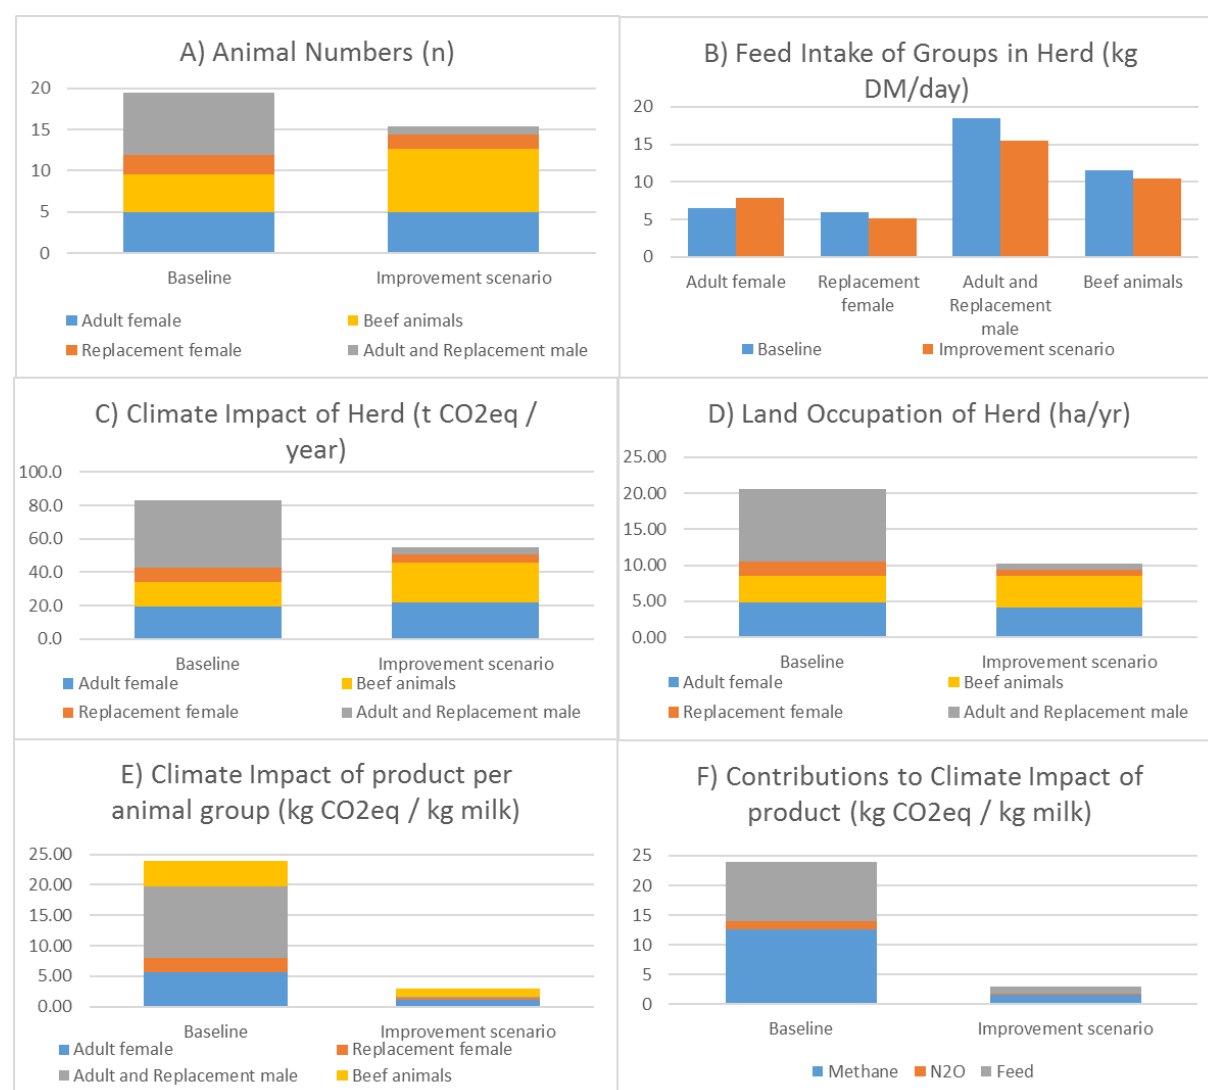 A) Animal Numbers (n)
20
15
10
5
0
Baseline
Improvement scenario
Adult female
Beef animals
Replacement female
Adult and Replacement male
B) Feed Intake of Groups in Herd (kg
DM/day)
20
15
10
5
0
Adult female
Replacement
female
Adult and
Replacement
male
Beef animals
Baseline
Improvement scenario
C) Climate Impact of Herd (t CO2eq /
year)
100.0
80.0
60.0
40.0
20.0
0.0
Baseline
Improvement scenario
Adult female
Beef animals
Replacement female
Adult and Replacement male
D) Land Occupation of Herd (ha/yr)
25.00
20.00
15.00
10.00
5.00
0.00
Baseline
Improvement scenario
Adult female
Beef animals
Replacement female
Adult and Replacement male
E) Climate Impact of product per
animal group (kg CO2eq / kg milk)
25.00
20.00
15.00
10.00
5.00
0.00
Baseline
Improvement scenario
Adult female
Replacement female
Adult and Replacement male
Beef animals
F) Contributions to Climate Impact of
product (kg CO2eq / kg milk)
25
20
15
10
5
0
Baseline
Improvement scenario
Methane
N2O
Feed